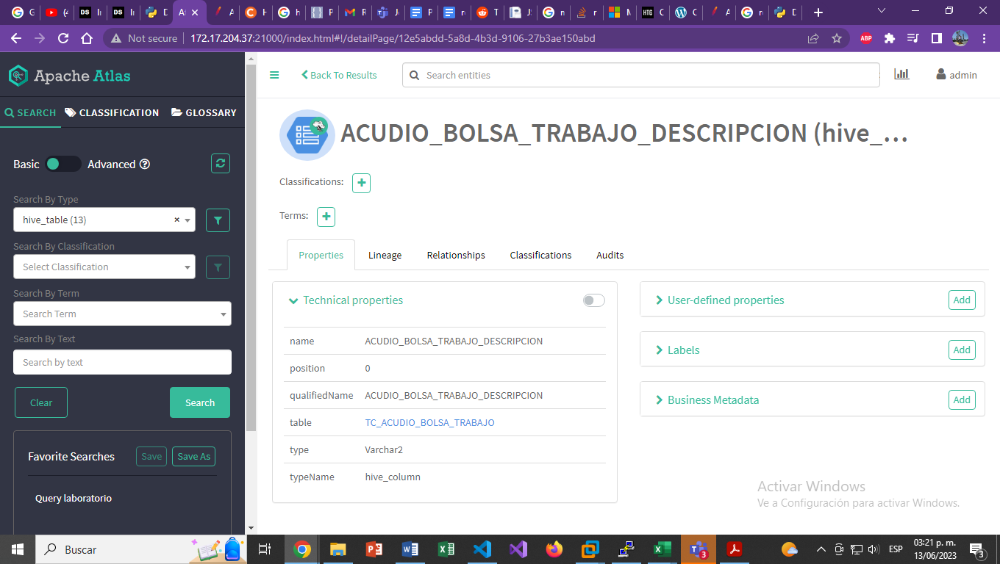 Not secure
172.17.204.37:21000/index.html#!/detailPage/12e5abdd-5a8d-4b3d-9106-27b3ae150abd
ABP
Apache Atlas
SEARCH
CLASSIFICATION
GLOSSARY
Basic
Advanced
Search By Type
hive_table (13)
Search By Classification
Select Classification
Search By Term
Search Term
Search By Text
Search by text
Clear
Search
Favorite Searches
Save
Save As
Query laboratorio
Back To Results
Search entities
admin
ACUDIO_BOLSA_TRABAJO_DESCRIPCION (hive_...
Classifications:
Terms:
Properties
Lineage
Relationships
Classifications
Audits
Technical properties
name ACUDIO_BOLSA_TRABAJO_DESCRIPCION
position 0
qualifiedName ACUDIO_BOLSA_TRABAJO_DESCRIPCION
table TC_ACUDIO_BOLSA_TRABAJO
type Varchar2
typeName hive_column
User-defined properties
Add
Labels
Add
Business Metadata
Add
Activar Windows
Ve a Configuración para activar Windows.
Buscar
3
ESP
03:21 p. m.
13/06/2023
3